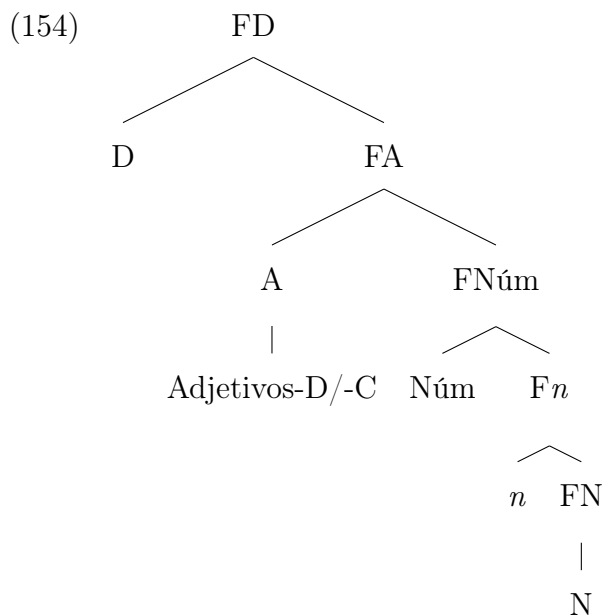 (154) FD
D FA
A FNúm
Adjetivos-D/-C Núm Fn
n FN
N